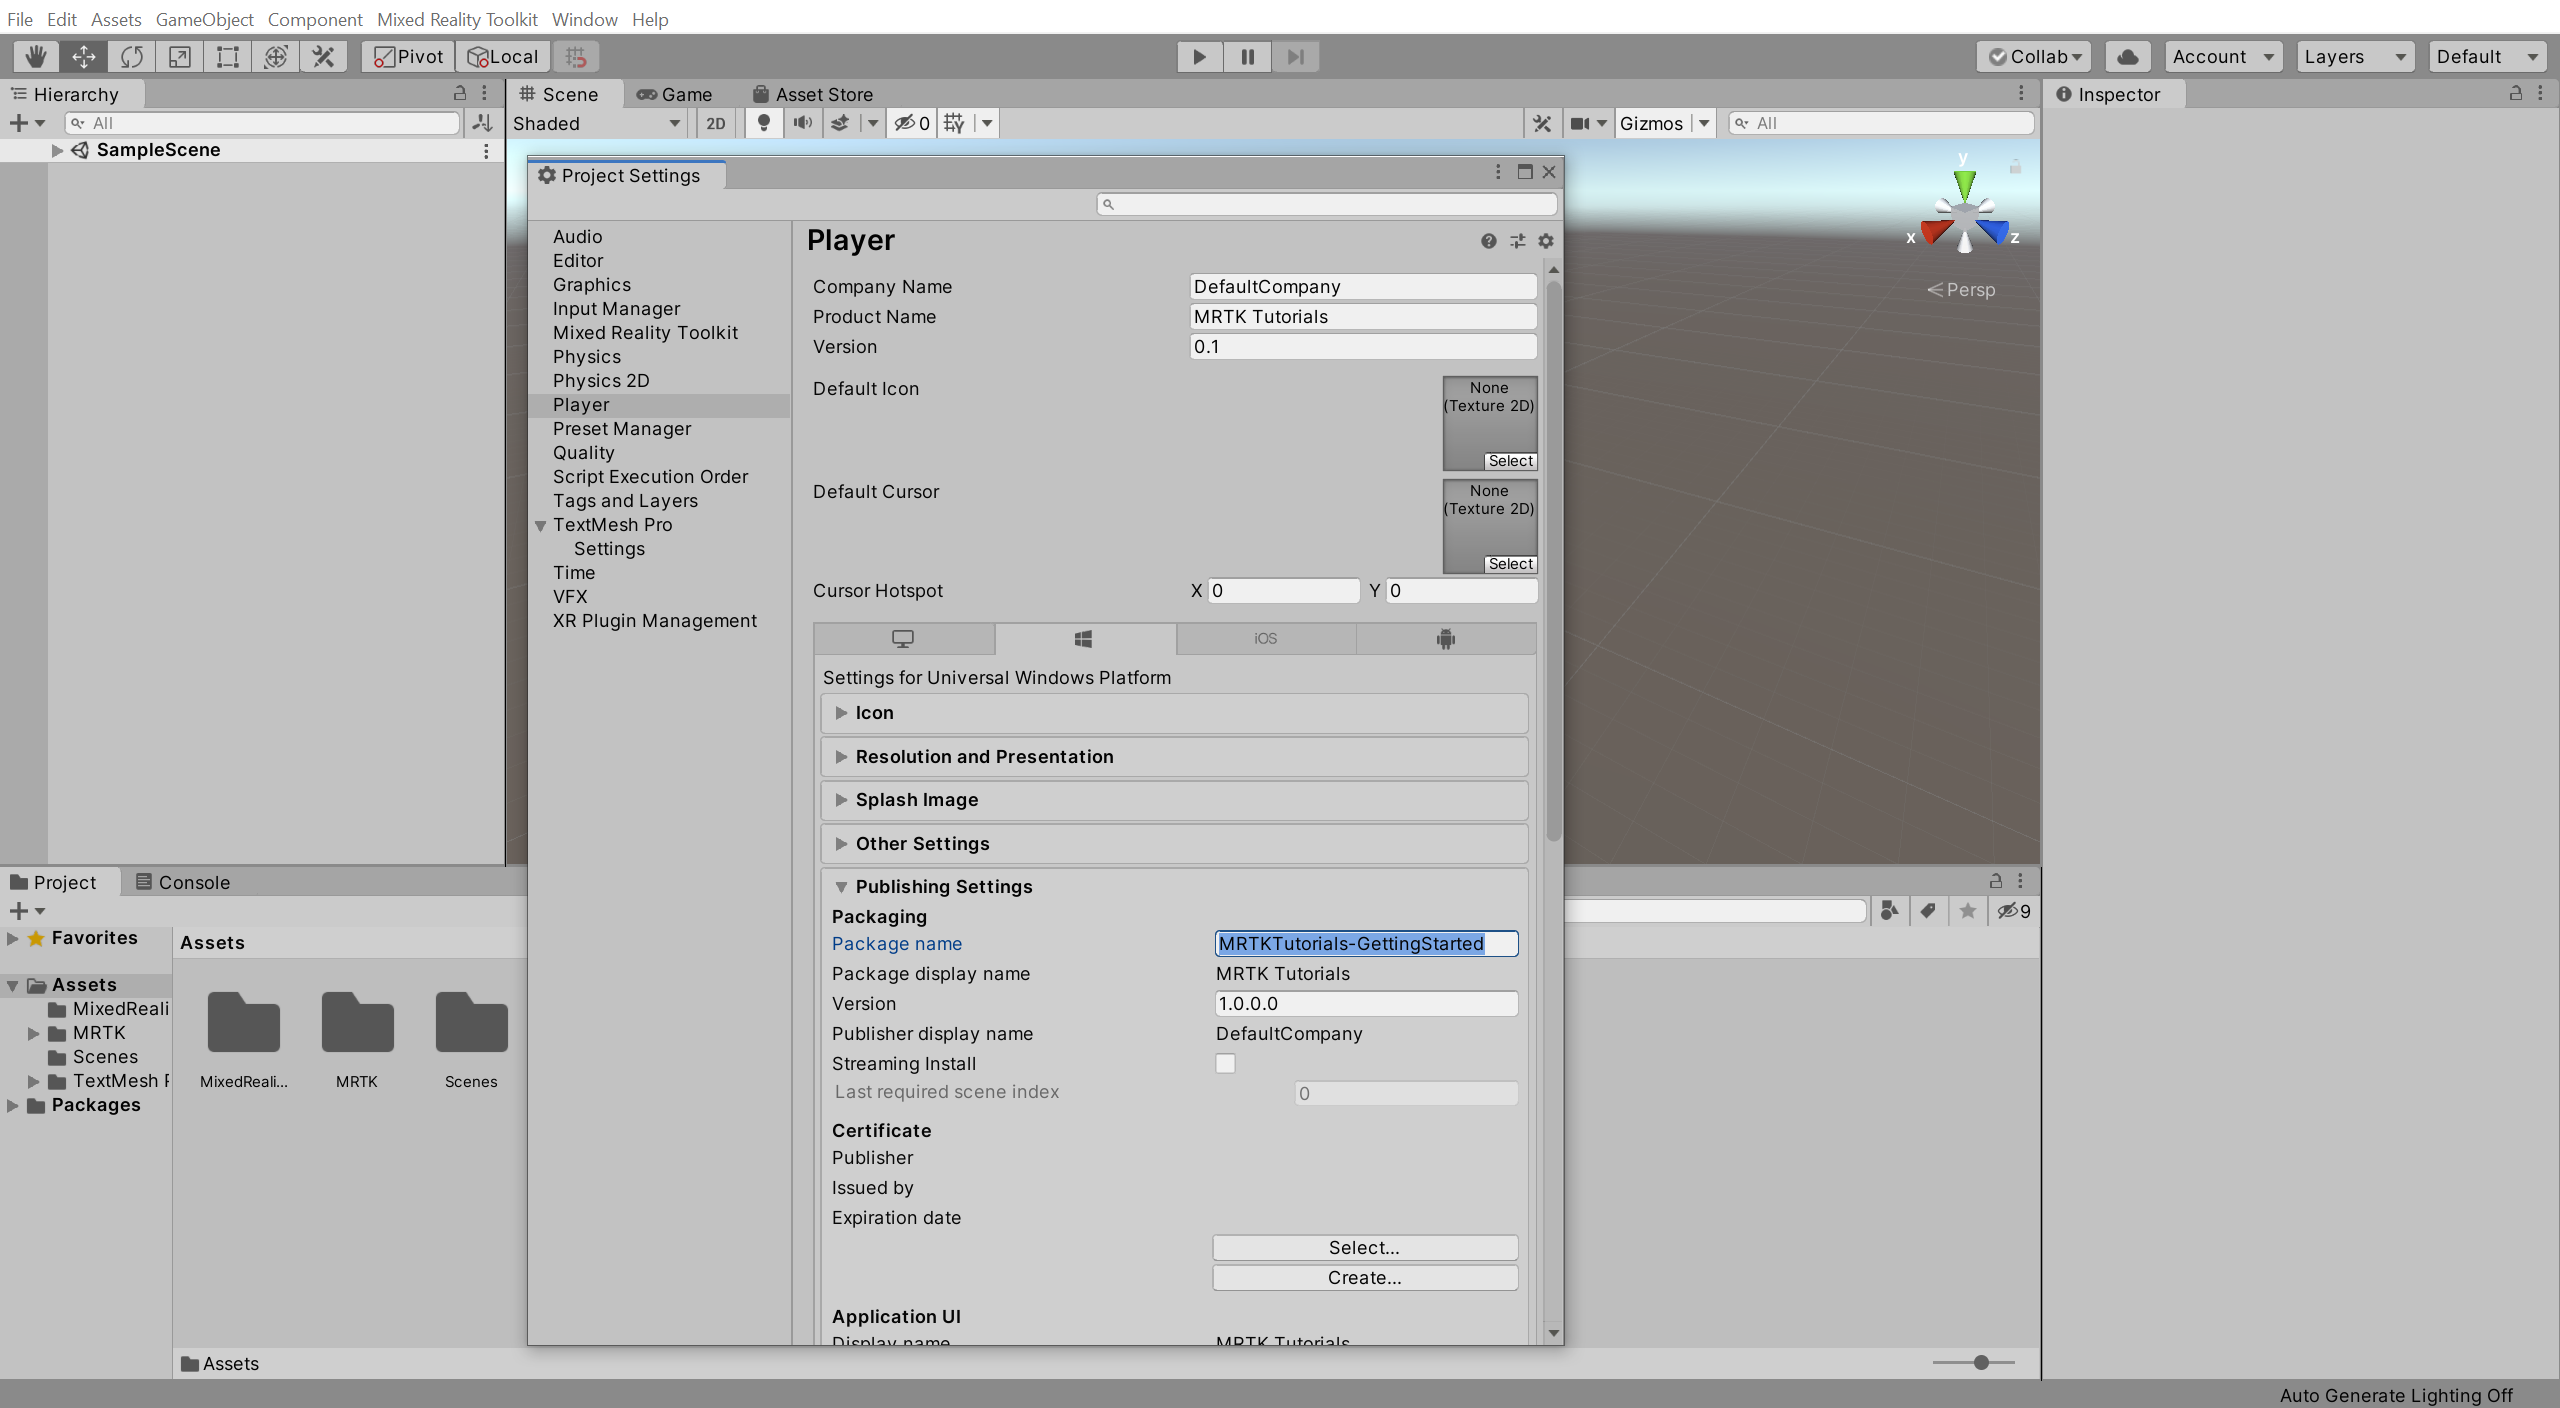 File Edit Assets GameObject Component Mixed Reality Toolkit Window Help
Pivot Local Collab Account Layers Default
Hierarchy
All
SampleScene
Scene Game Asset Store
Shaded 2D 0 Gizmos All
y
x z
Persp
Inspector
Project Settings
Audio
Editor
Graphics
Input Manager
Mixed Reality Toolkit
Physics
Physics 2D
Player
Preset Manager
Quality
Script Execution Order
Tags and Layers
TextMesh Pro
Settings
Time
VFX
XR Plugin Management
Player
Company Name DefaultCompany
Product Name MRTK Tutorials
Version 0.1
Default Icon None
(Texture 2D)
Select
Default Cursor None
(Texture 2D)
Select
Cursor Hotspot X 0 Y 0
iOS
Settings for Universal Windows Platform
Icon
Resolution and Presentation
Splash Image
Other Settings
Publishing Settings
Packaging
Package name MRTKTutorials-GettingStarted
Package display name MRTK Tutorials
Version 1.0.0.0
Publisher display name DefaultCompany
Streaming Install
Last required scene index 0
Certificate
Publisher
Issued by
Expiration date
Select...
Create...
Application UI
Display name MRTK Tutorials
Project Console
9
Favorites
Assets
MixedReali
MRTK
Scenes
TextMesh P
Packages
Assets
MixedReali... MRTK Scenes
Assets
Auto Generate Lighting Off